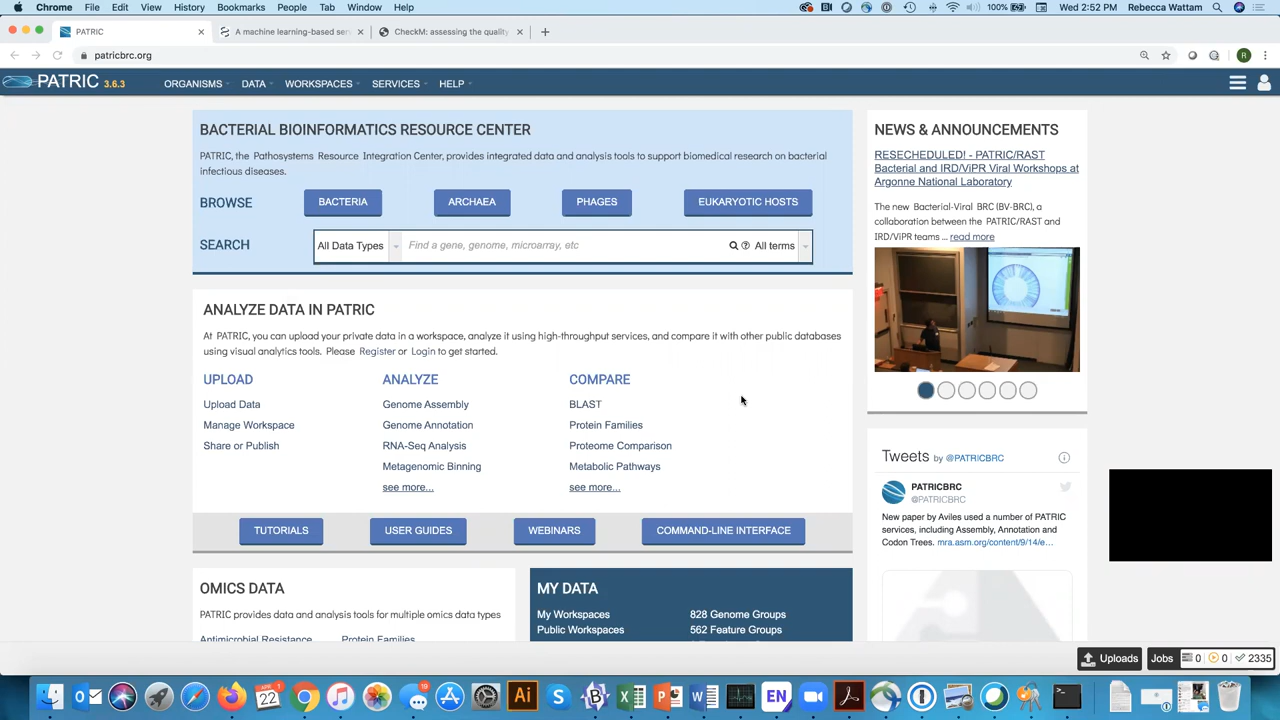 Chrome File Edit View History Bookmarks People Tab Window Help 100% Wed 2:52 PM Rebecca Wattam
PATRIC × A machine learning-based ser × CheckM: assessing the quality × +
patricbrc.org R
PATRIC 3.6.3 ORGANISMS DATA WORKSPACES SERVICES HELP
BACTERIAL BIOINFORMATICS RESOURCE CENTER
PATRIC, the Pathosystems Resource Integration Center, provides integrated data and analysis tools to support biomedical research on bacterial
infectious diseases.
BROWSE BACTERIA ARCHAEA PHAGES EUKARYOTIC HOSTS
SEARCH All Data Types Find a gene, genome, microarray, etc All terms
ANALYZE DATA IN PATRIC
At PATRIC, you can upload your private data in a workspace, analyze it using high-throughput services, and compare it with other public databases
using visual analytics tools. Please Register or Login to get started.
UPLOAD
Upload Data
Manage Workspace
Share or Publish
ANALYZE
Genome Assembly
Genome Annotation
RNA-Seq Analysis
Metagenomic Binning
see more...
COMPARE
BLAST
Protein Families
Proteome Comparison
Metabolic Pathways
see more...
TUTORIALS USER GUIDES WEBINARS COMMAND-LINE INTERFACE
OMICS DATA
PATRIC provides data and analysis tools for multiple omics data types
Antimicrobial Resistance Protein Families
MY DATA
My Workspaces 828 Genome Groups
Public Workspaces 562 Feature Groups
NEWS & ANNOUNCEMENTS
RESCHEDULED! - PATRIC/RAST
Bacterial and IRD/ViPR Viral Workshops at
Argonne National Laboratory
The new Bacterial-Viral BRC (BV-BRC), a
collaboration between the PATRIC/RAST and
IRD/ViPR teams ... read more
Tweets by @PATRICBRC
PATRICBRC
@PATRICBRC
New paper by Aviles used a number of PATRIC
services, including Assembly, Annotation and
Codon Trees. mra.asm.org/content/9/14/e…
Uploads Jobs 0 0 2335
APR 22 1 19 Ai S B X P W EN